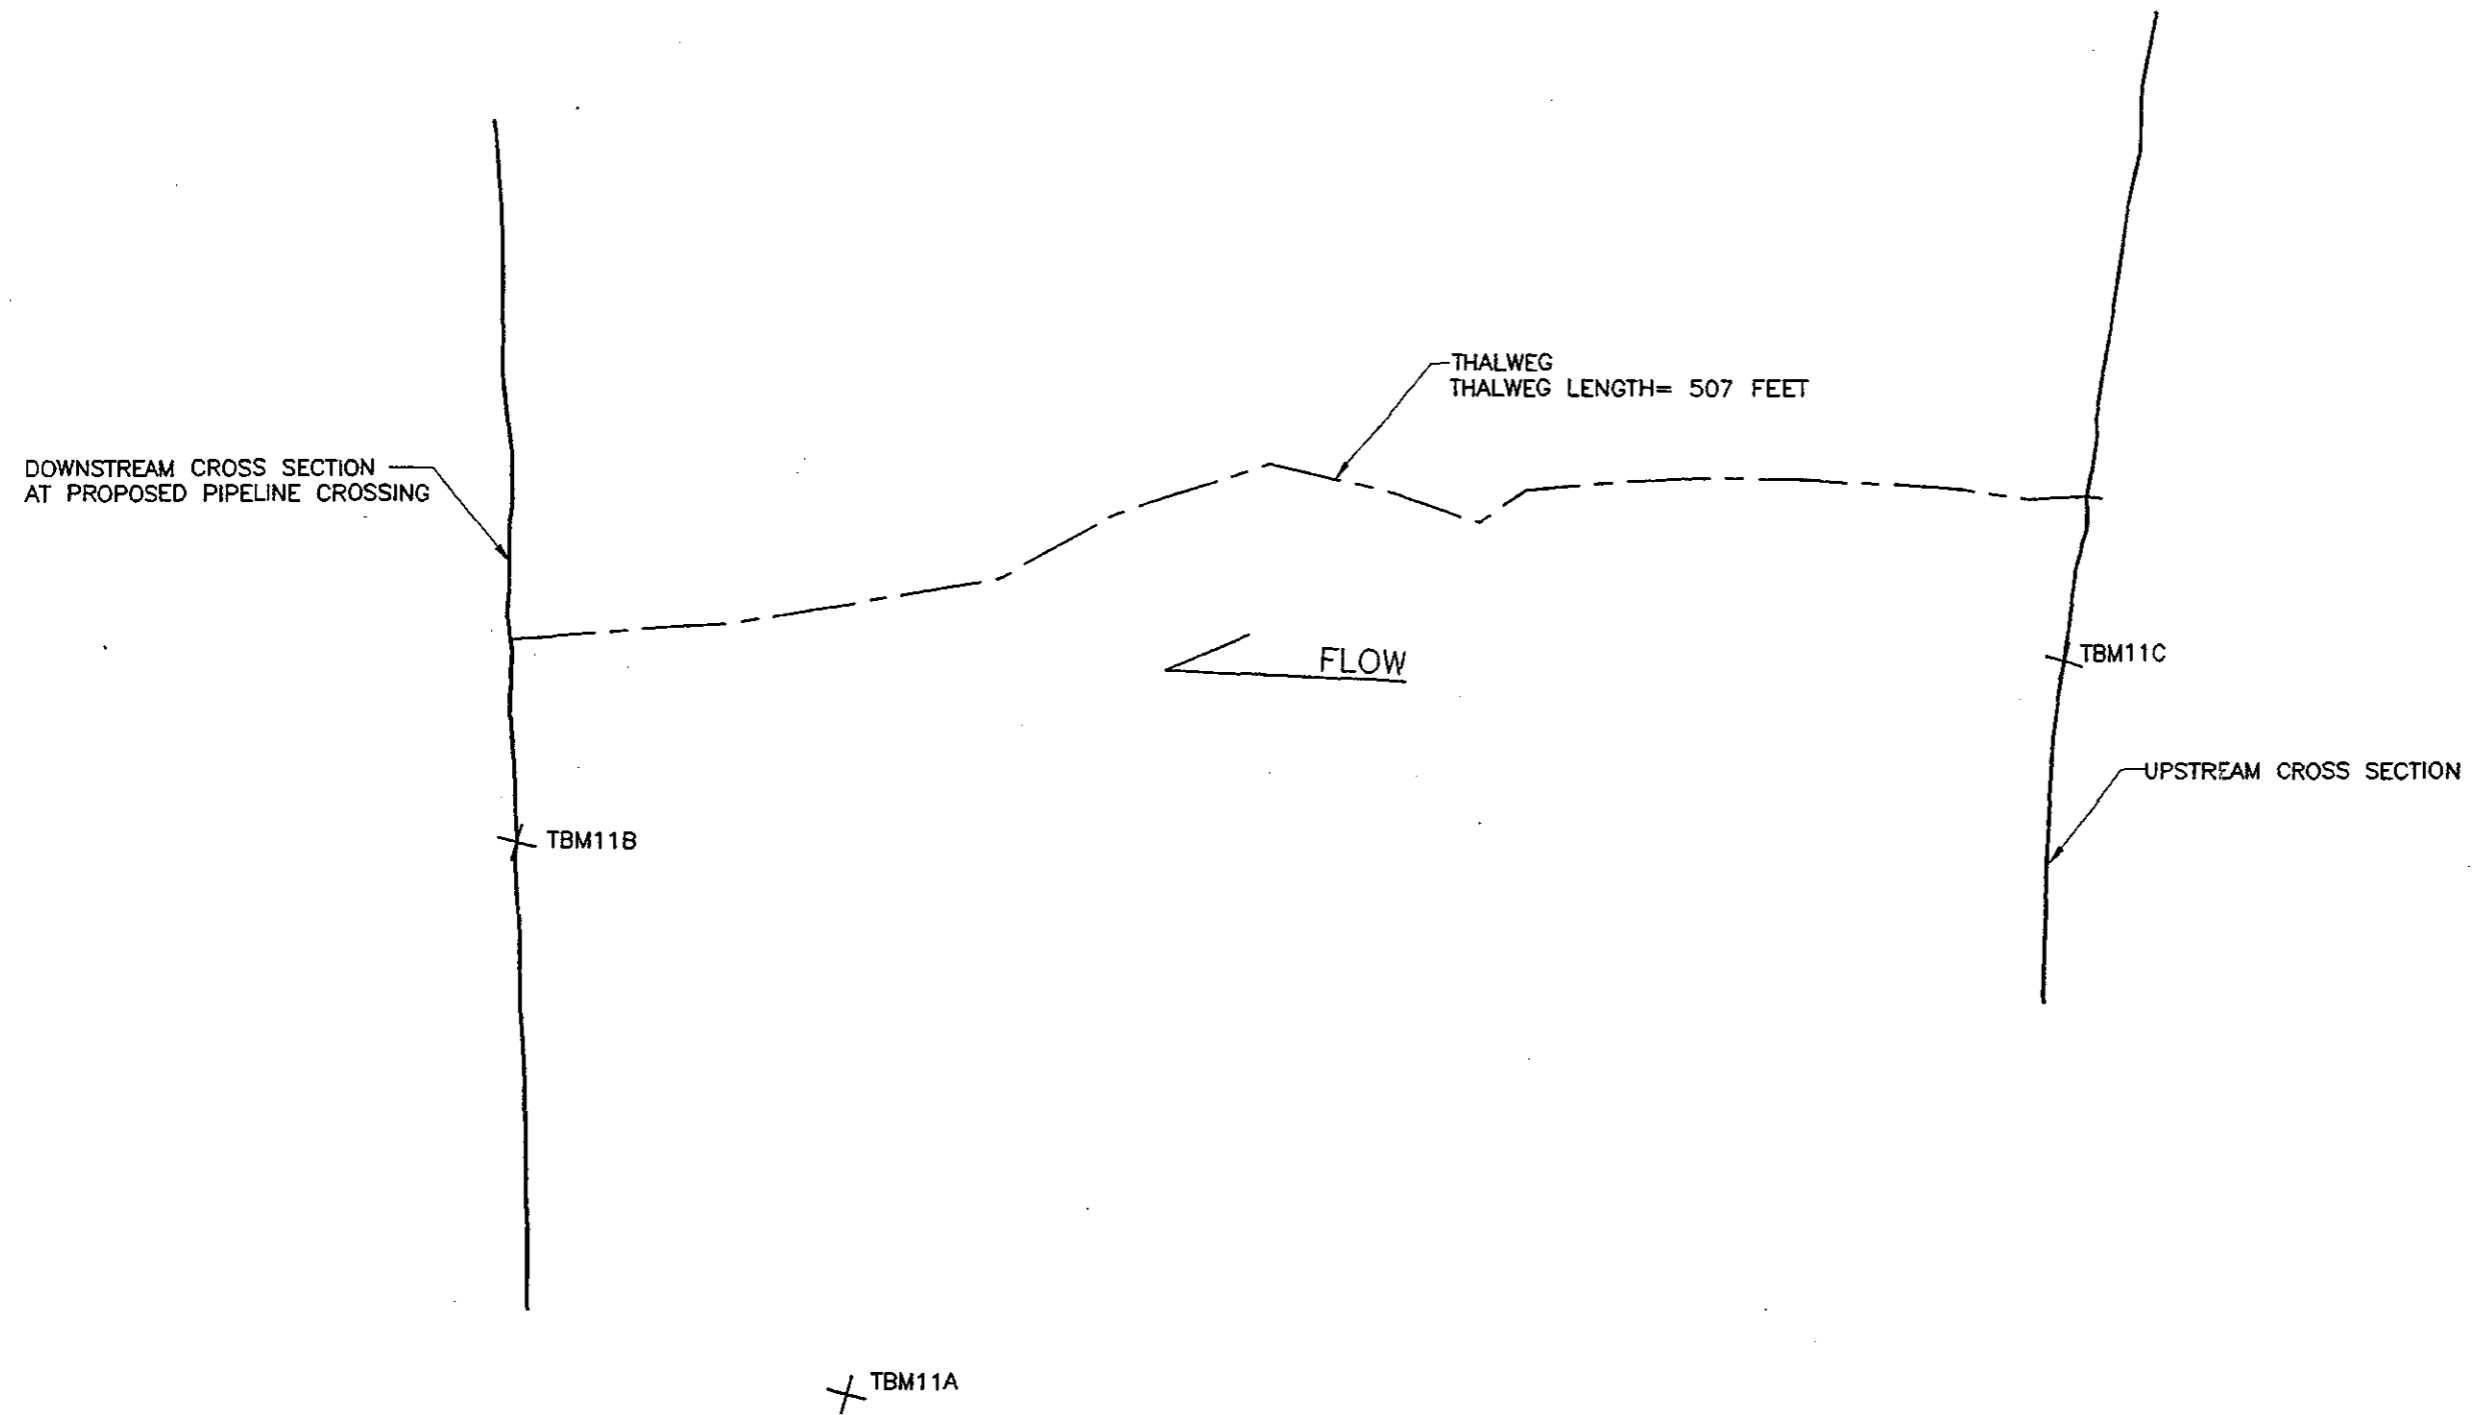 THALWEG
THALWEG LENGTH= 507 FEET
DOWNSTREAM CROSS SECTION
AT PROPOSED PIPELINE CROSSING
FLOW
TBM11C
UPSTREAM CROSS SECTION
TBM11B
TBM11A